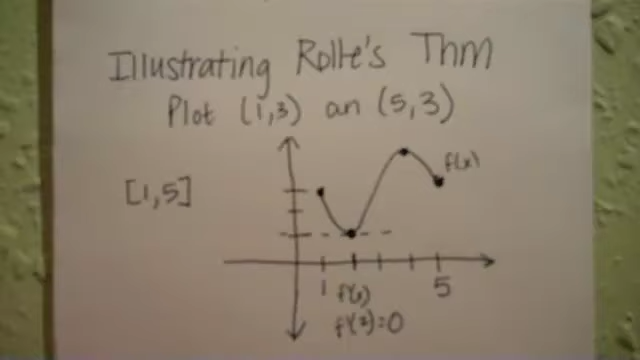 Illustrating Rolle's Thm
Plot (1,3) an (5,3)
f(x)
[1,5]
1 5
f'(2)=0